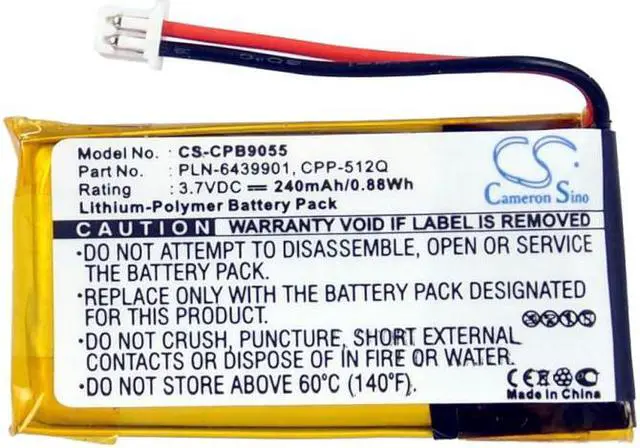 Model No. : CS-CPB9055
Part No. : PLN-6439901, CPP-512Q
Rating : 3.7VDC 240mAh/0.88Wh
Lithium-Polymer Battery Pack
CS
Cameron Sino
CAUTION WARRANTY VOID IF LABEL IS REMOVED
•DO NOT ATTEMPT TO DISASSEMBLE, OPEN OR SERVICE
THE BATTERY PACK.
•REPLACE ONLY WITH THE BATTERY PACK DESIGNATED
FOR THIS PRODUCT.
•DO NOT CRUSH, PUNCTURE, SHORT EXTERNAL
CONTACTS OR DISPOSE OF IN FIRE OR WATER.
•DO NOT STORE ABOVE 60°C (140°F).
CE
Made In China